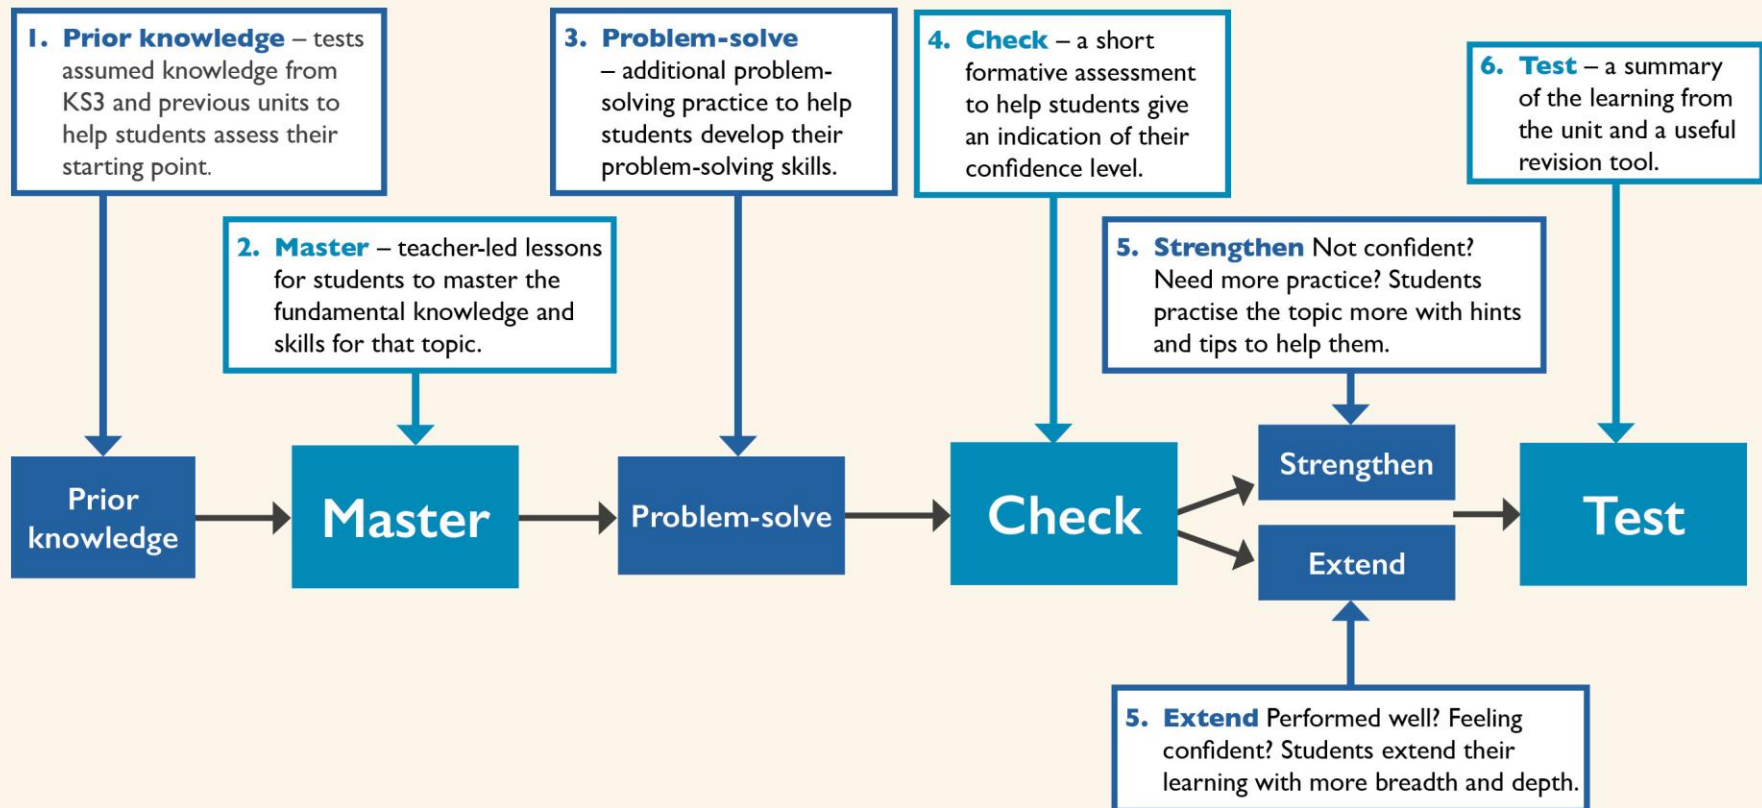 1. Prior knowledge – tests
assumed knowledge from
KS3 and previous units to
help students assess their
starting point.
3. Problem-solve
– additional problem-
solving practice to help
students develop their
problem-solving skills.
4. Check – a short
formative assessment
to help students give
an indication of their
confidence level.
6. Test – a summary
of the learning from
the unit and a useful
revision tool.
2. Master – teacher-led lessons
for students to master the
fundamental knowledge and
skills for that topic.
5. Strengthen Not confident?
Need more practice? Students
practise the topic more with hints
and tips to help them.
Prior
knowledge
Master
Problem-solve
Check
Strengthen
Extend
Test
5. Extend Performed well? Feeling
confident? Students extend their
learning with more breadth and depth.